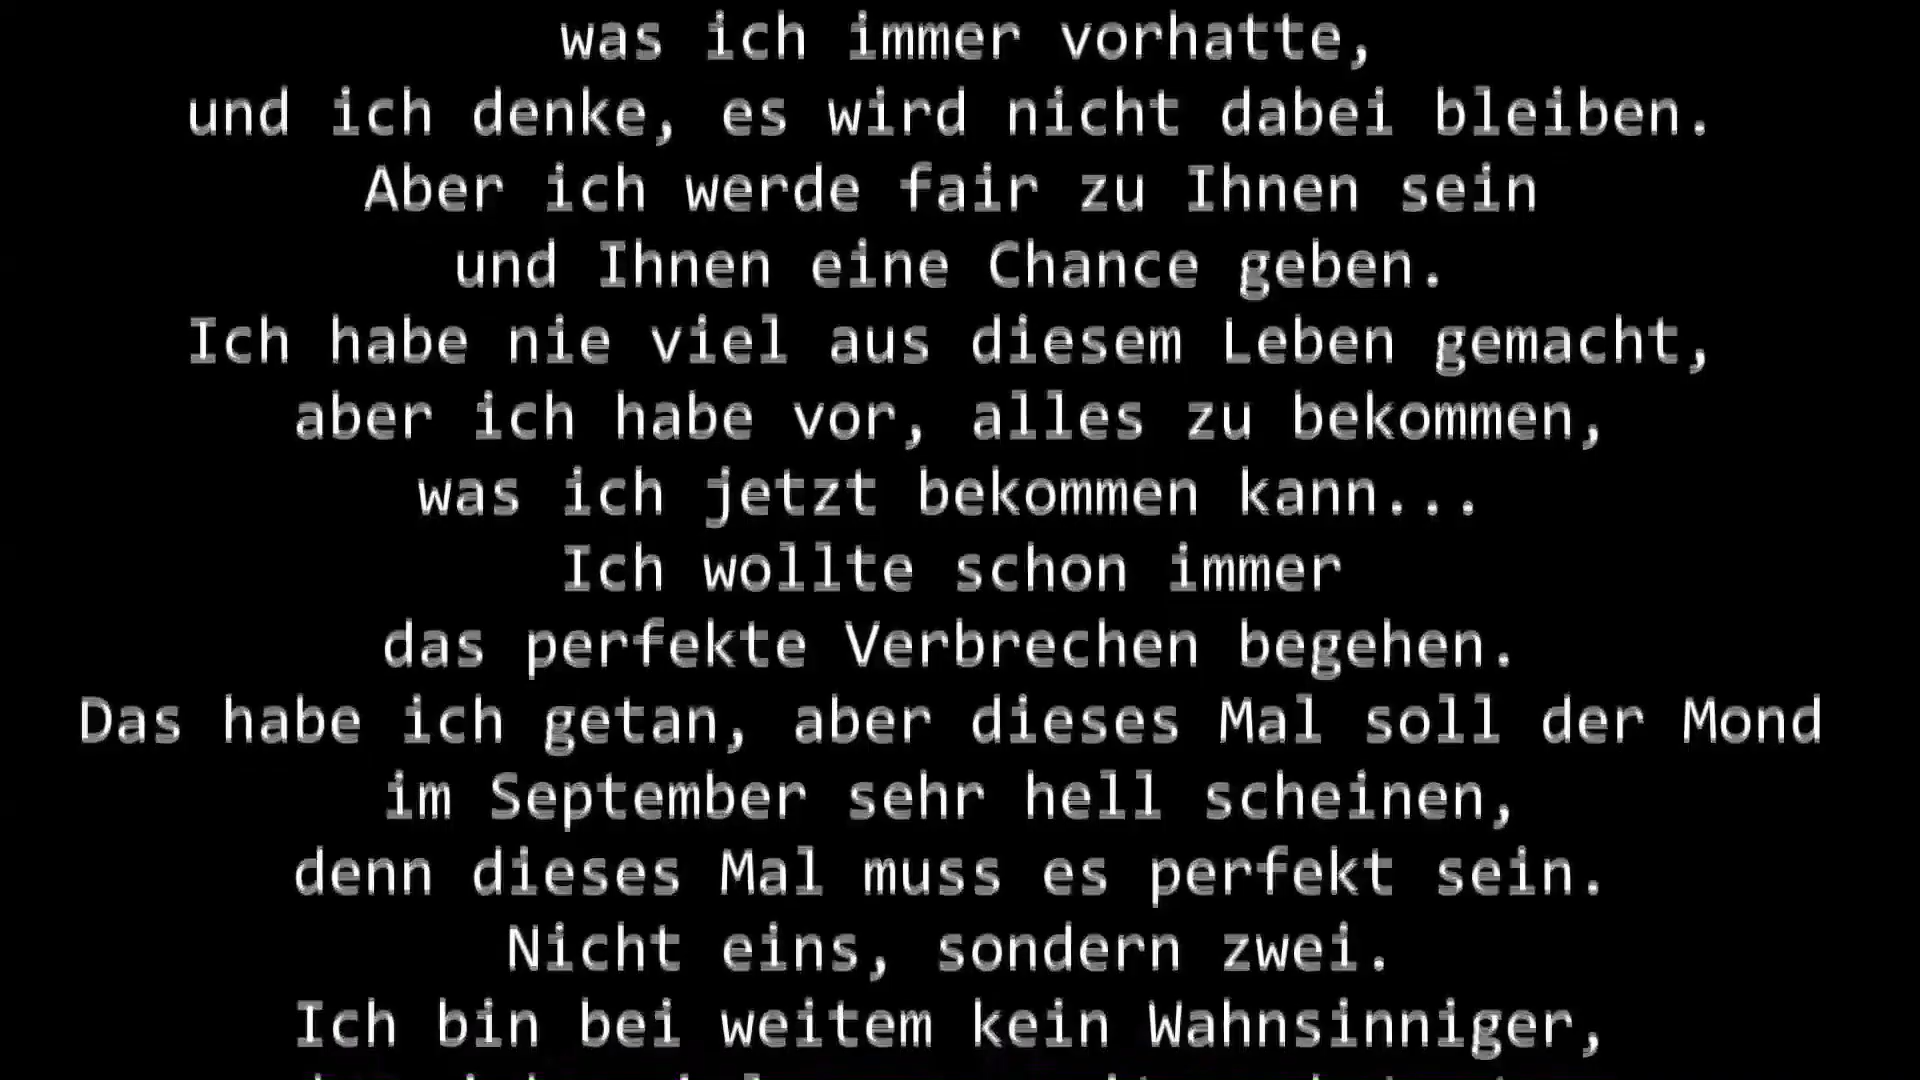 was ich immer vorhatte,
und ich denke, es wird nicht dabei bleiben.
Aber ich werde fair zu Ihnen sein
und Ihnen eine Chance geben.
Ich habe nie viel aus diesem Leben gemacht,
aber ich habe vor, alles zu bekommen,
was ich jetzt bekommen kann...
Ich wollte schon immer
das perfekte Verbrechen begehen.
Das habe ich getan, aber dieses Mal soll der Mond
im September sehr hell scheinen,
denn dieses Mal muss es perfekt sein.
Nicht eins, sondern zwei.
Ich bin bei weitem kein Wahnsinniger,